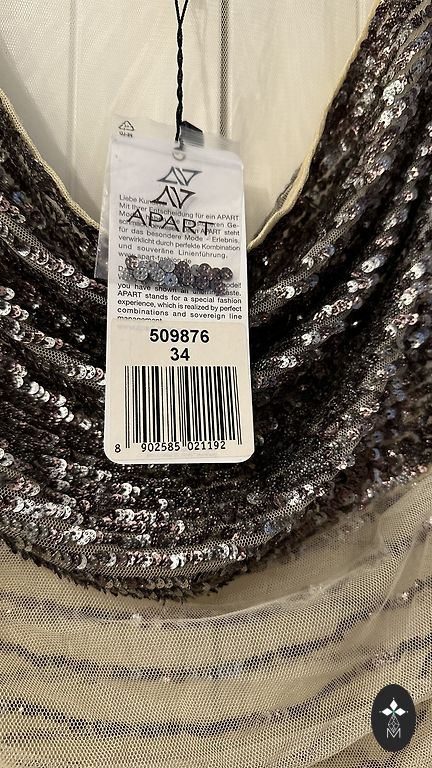 APART
Liebe Kun
Mit Ihrer Entscheidung für ein APART
APART steht
für das besondere Mode - Erlebnis,
verwirklicht durch perfekte Kombination
und souveräne Linienführung.
you have shown
APART stands for a special fashion
experience, which is realized by perfect
combinations and sovereign line
management.
509876
34
8 902585 021192